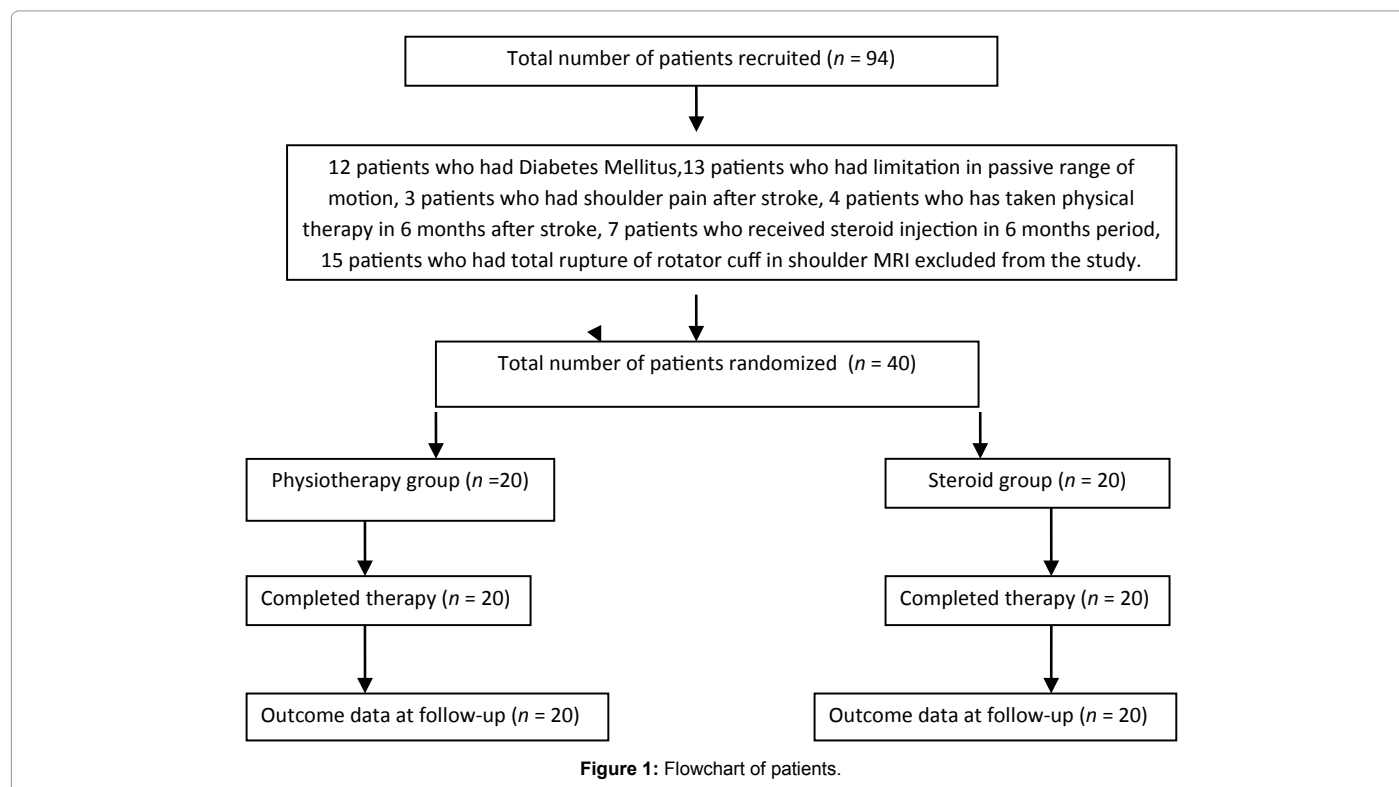 Total number of patients recruited (n = 94)
12 patients who had Diabetes Mellitus,13 patients who had limitation in passive range of
motion, 3 patients who had shoulder pain after stroke, 4 patients who has taken physical
therapy in 6 months after stroke, 7 patients who received steroid injection in 6 months period,
15 patients who had total rupture of rotator cuff in shoulder MRI excluded from the study.
Total number of patients randomized (n = 40)
Physiotherapy group (n =20)
Steroid group (n = 20)
Completed therapy (n = 20)
Completed therapy (n = 20)
Outcome data at follow-up (n = 20)
Outcome data at follow-up (n = 20)
Figure 1: Flowchart of patients.